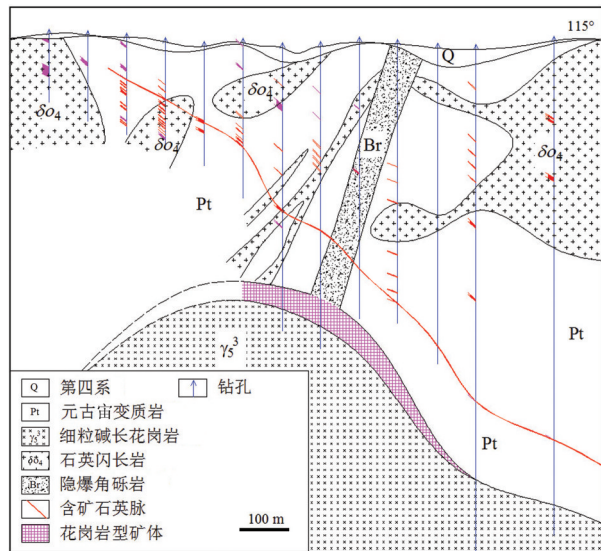 115°
Q
δο₄
δο₄
Br
δο₄
δο₄
Pt
Pt
γ₅³
Pt
Q 第四系
钻孔
Pt 元古宙变质岩
γ₅³ 细粒碱长花岗岩
δο₄ 石英闪长岩
Br 隐爆角砾岩
含矿石英脉
花岗岩型矿体
100 m